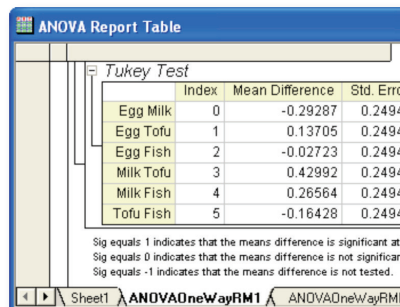 ANOVA Report Table
Tukey Test
Index Mean Difference Std. Erro
Egg Milk 0 -0.29287 0.2494
Egg Tofu 1 0.13705 0.2494
Egg Fish 2 -0.02723 0.2494
Milk Tofu 3 0.42992 0.2494
Milk Fish 4 0.26564 0.2494
Tofu Fish 5 -0.16428 0.2494
Sig equals 1 indicates that the means difference is significant at
Sig equals 0 indicates that the means difference is not significan
Sig equals -1 indicates that the means difference is not tested.
Sheet1 ANOVAOneWayRM1 ANOVAOneWayRM